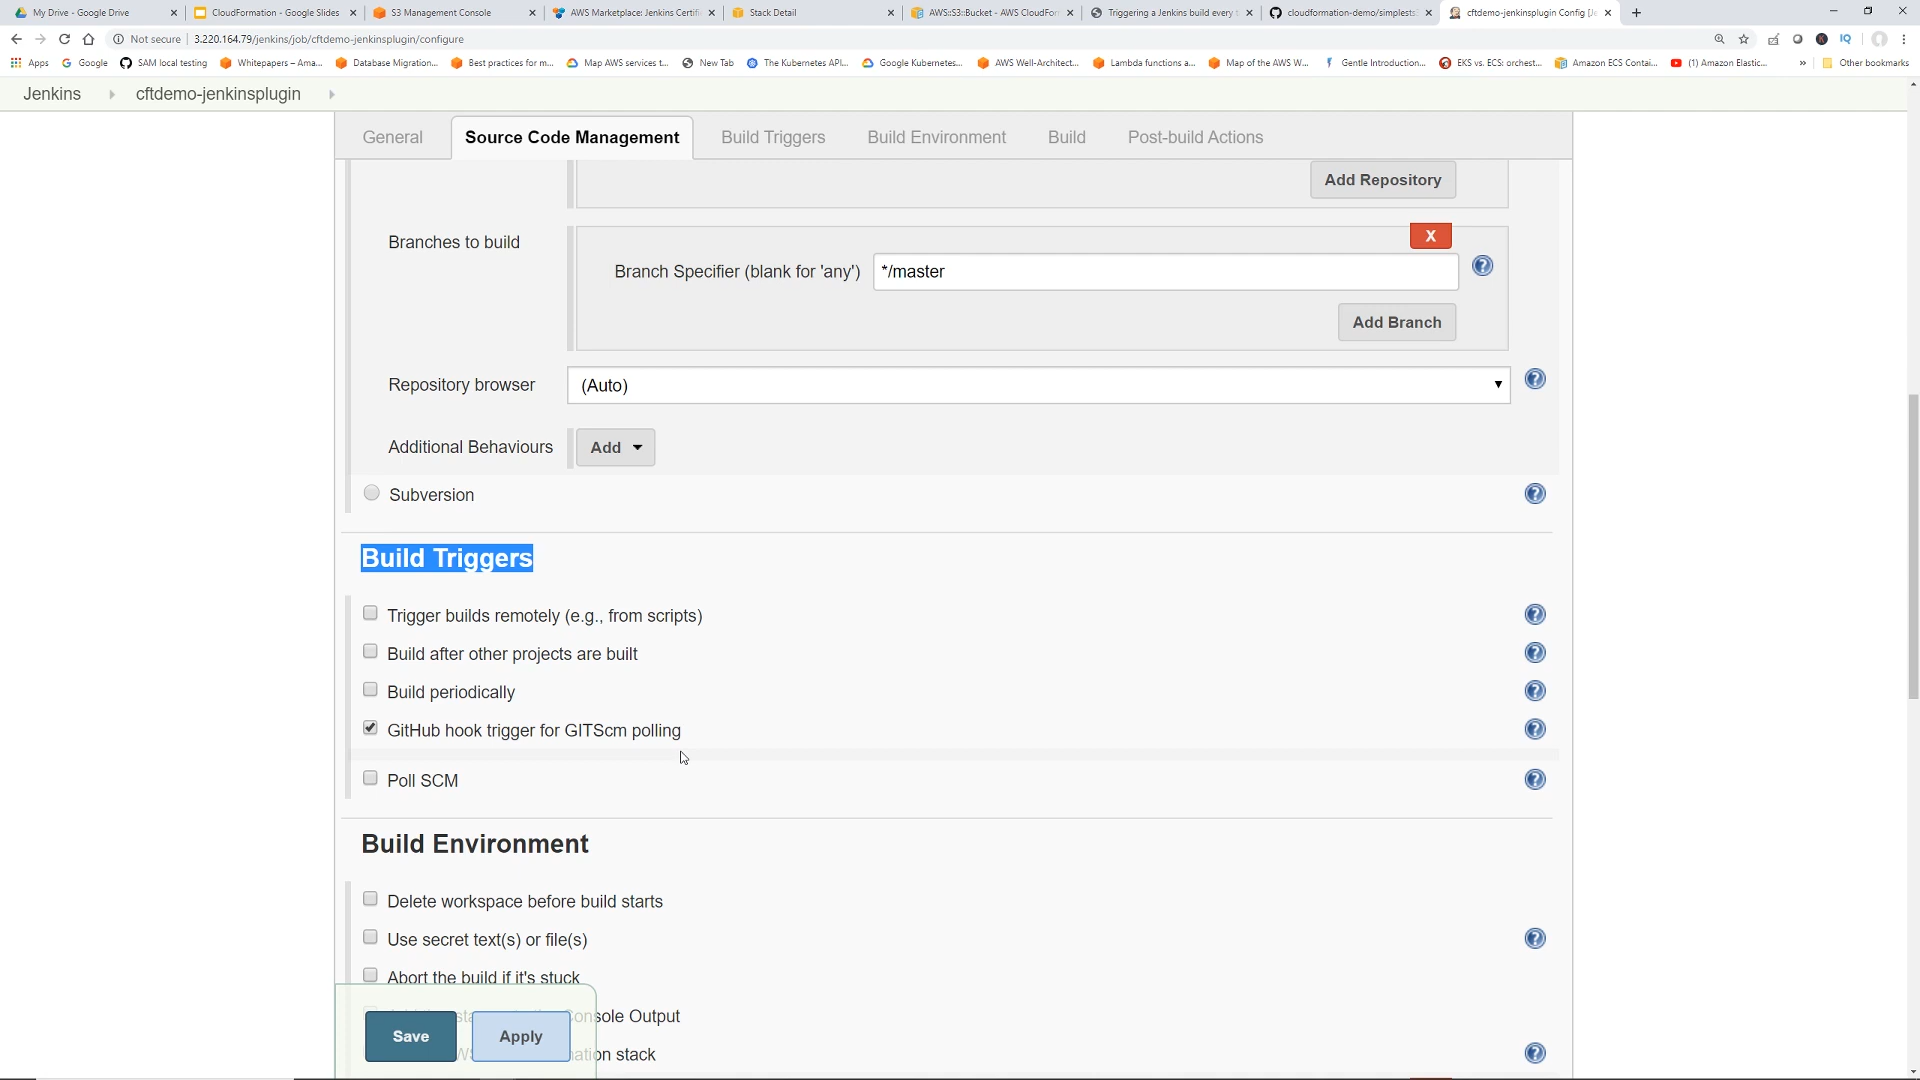 My Drive - Google Drive
CloudFormation - Google Slides
S3 Management Console
AWS Marketplace: Jenkins Certifi
Stack Detail
AWS::S3::Bucket - AWS CloudForm
Triggering a Jenkins build every t
cloudformation-demo/simplests3
cftdemo-jenkinsplugin Config [Je
Not secure
3.220.164.79/jenkins/job/cftdemo-jenkinsplugin/configure
Apps
Google
SAM local testing
Whitepapers – Ama...
Database Migration...
Best practices for m...
Map AWS services t...
New Tab
The Kubernetes API...
Google Kubernetes...
AWS Well-Architect...
Lambda functions a...
Map of the AWS W...
Gentle Introduction...
EKS vs. ECS: orchest...
Amazon ECS Contai...
(1) Amazon Elastic...
»
Other bookmarks
Jenkins
cftdemo-jenkinsplugin
General
Source Code Management
Build Triggers
Build Environment
Build
Post-build Actions
Add Repository
Branches to build
X
Branch Specifier (blank for 'any')
*/master
Add Branch
Repository browser
(Auto)
Additional Behaviours
Add
Subversion
Build Triggers
Trigger builds remotely (e.g., from scripts)
Build after other projects are built
Build periodically
GitHub hook trigger for GITScm polling
Poll SCM
Build Environment
Delete workspace before build starts
Use secret text(s) or file(s)
Abort the build if it's stuck
sole Output
Save
Apply
on stack